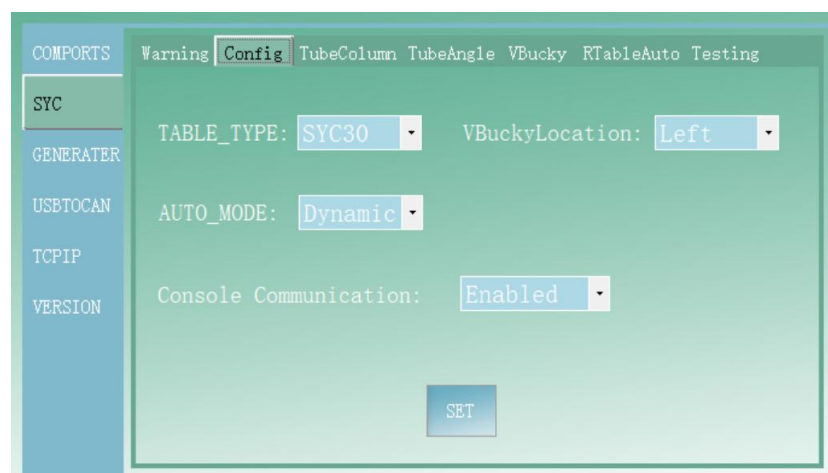 COMPORTS
SYC
GENERATER
USBTOCAN
TCPIP
VERSION
Warning Config TubeColumn TubeAngle VBucky RTableAuto Testing
TABLE_TYPE: SYC30 VBuckyLocation: Left
AUTO_MODE: Dynamic
Console Communication: Enabled
SET